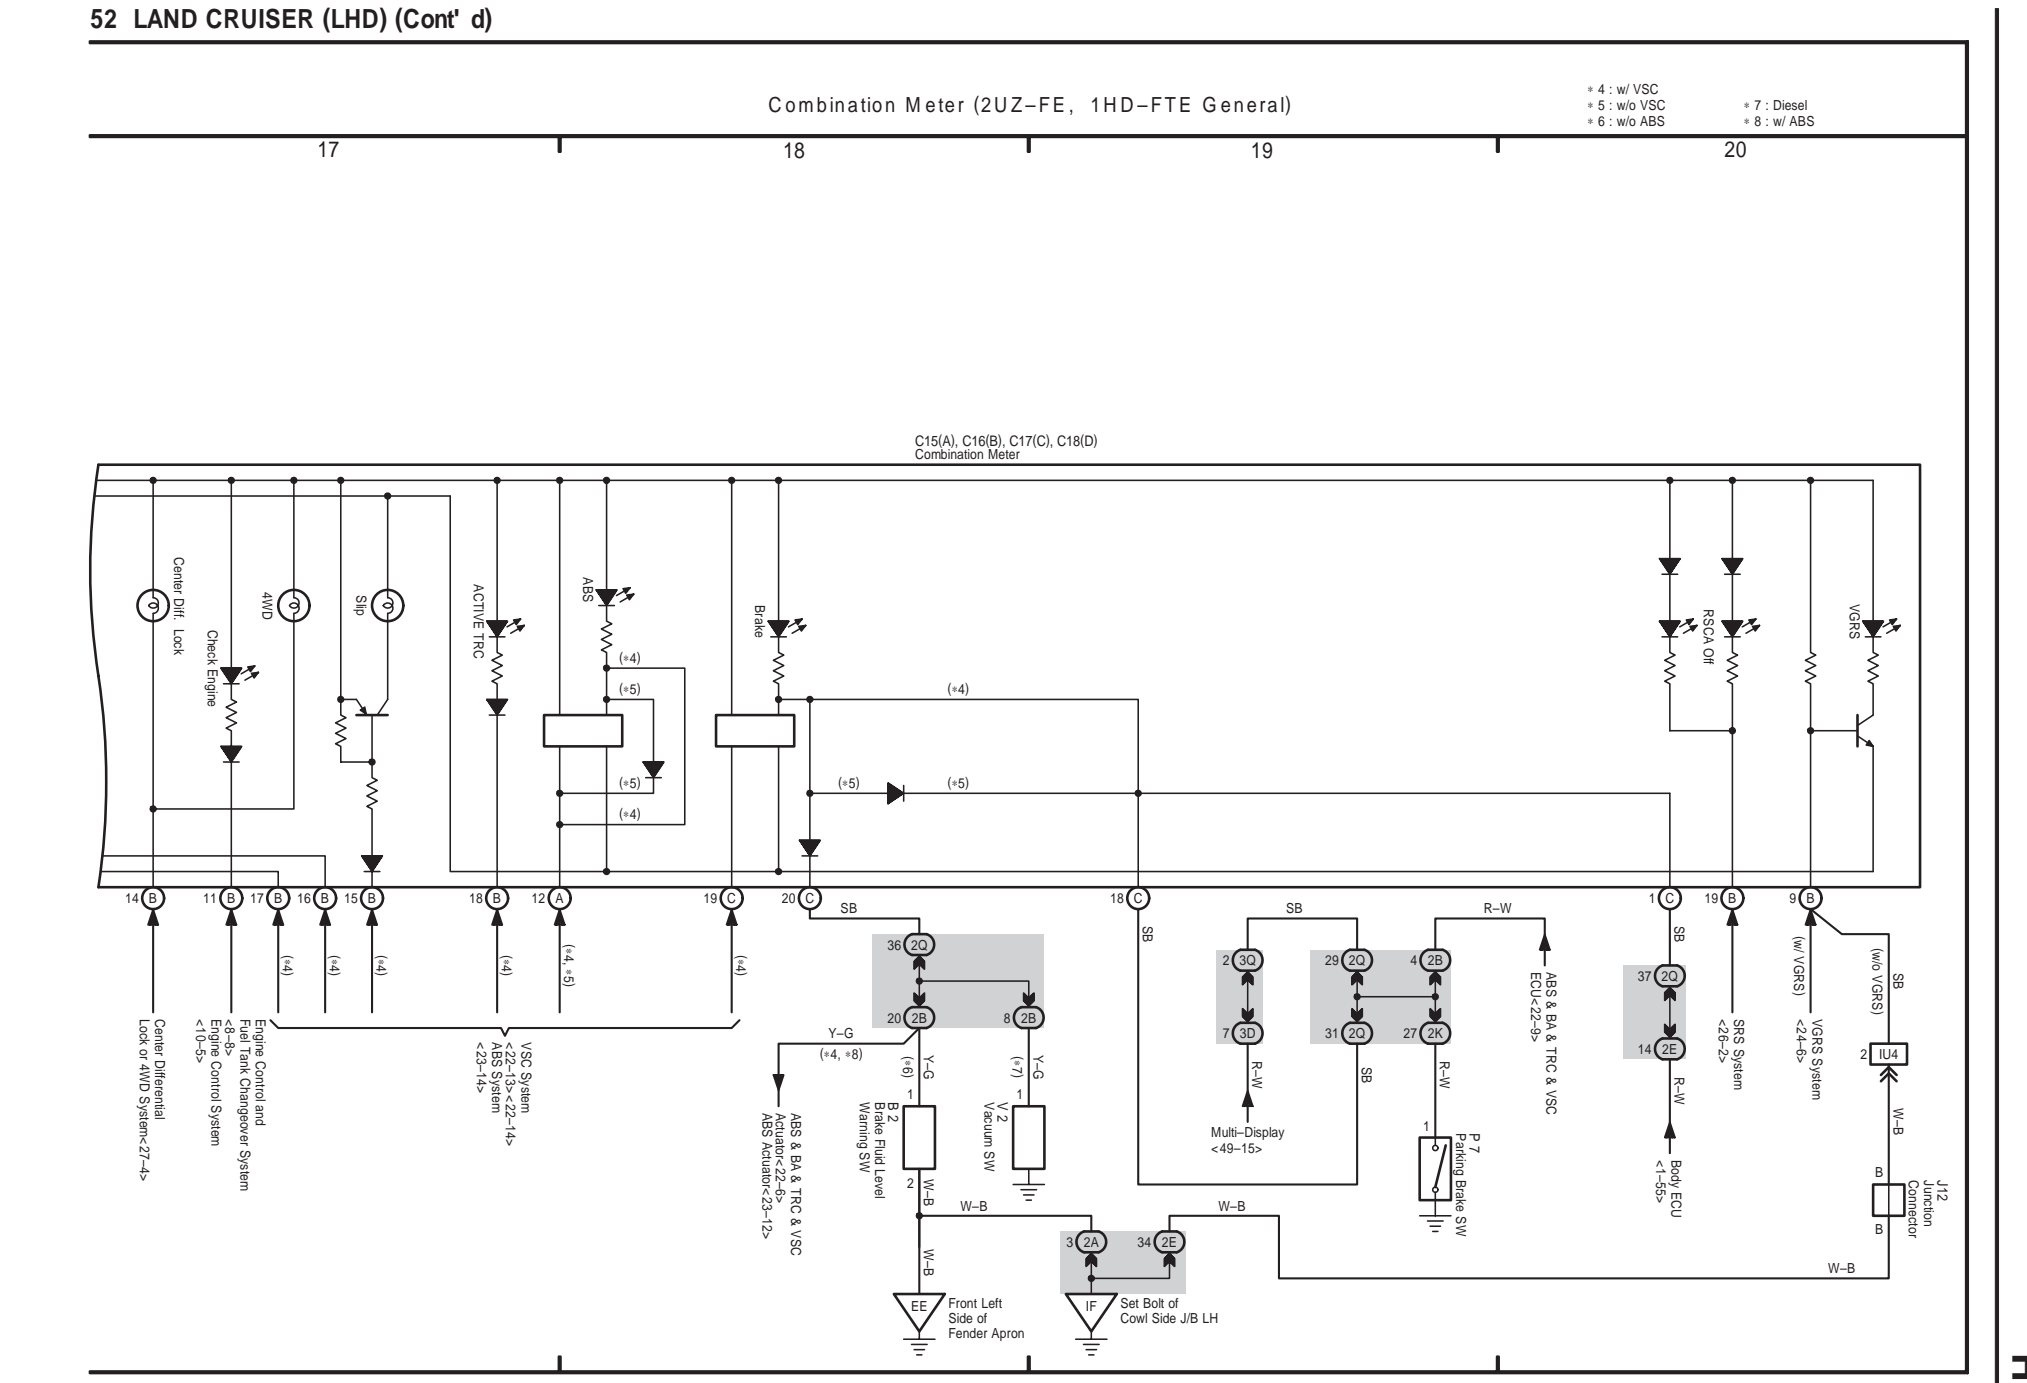 52 LAND CRUISER (LHD) (Cont' d)
Combination Meter (2UZ–FE, 1HD–FTE General)
* 4 : w/ VSC
* 5 : w/o VSC
* 6 : w/o ABS
* 7 : Diesel
* 8 : w/ ABS
17
18
19
20
C15(A), C16(B), C17(C), C18(D)
Combination Meter
Center Diff. Lock
Check Engine
4WD
Slip
ACTIVE TRC
ABS
Brake
RSCA Off
VGRS
(*4)
(*5)
(*5)
(*4)
(*4)
(*5)
(*5)
14 B
11 B
17 B
16 B
15 B
18 B
12 A
19 C
20 C
18 C
1 C
19 B
9 B
(*4)
(*4)
(*4)
(*4)
(*4, *5)
(*4)
SB
SB
SB
R–W
SB
(w/ VGRS)
(w/o VGRS)
SB
36 2Q
20 2B
8 2B
2 3Q
7 3D
29 2Q
31 2Q
4 2B
27 2K
37 2Q
14 2E
Y–G
(*4, *8)
(*6)
Y–G
(*7)
Y–G
R–W
SB
R–W
R–W
ABS & BA & TRC & VSC
ECU<22–9>
Center Differential
Lock or 4WD System<27–4>
Engine Control and
Fuel Tank Changeover System
<8–8>
Engine Control System
<10–5>
VSC System
<22–13><22–14>
ABS System
<23–14>
ABS & BA & TRC & VSC
Actuator<22–6>
ABS Actuator<23–12>
1
B 2
Brake Fluid Level
Warning SW
2
1
V 2
Vacuum SW
Multi–Display
<49–15>
1
P 7
Parking Brake SW
Body ECU
<1–55>
SRS System
<26–2>
VGRS System
<24–6>
2 IU4
W–B
B
J12
Junction
Connector
B
W–B
W–B
W–B
W–B
W–B
3 2A
34 2E
EE
Front Left
Side of
Fender Apron
IF
Set Bolt of
Cowl Side J/B LH